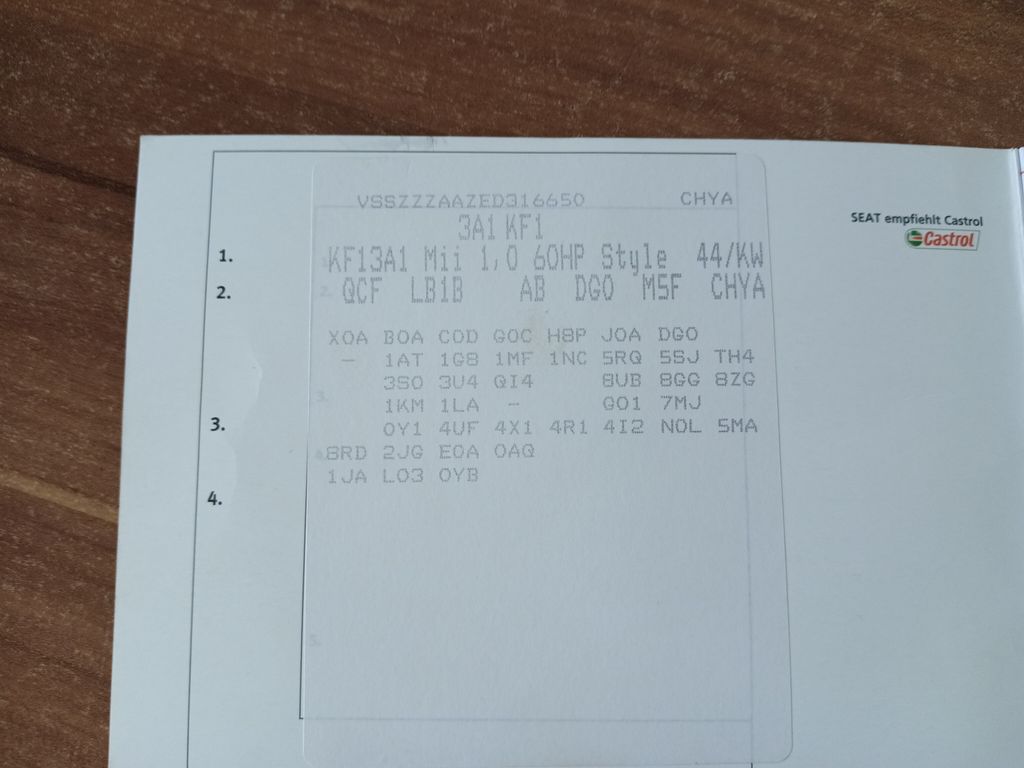 VSSZZZAAZED316650 CHYA
3A1 KF1
SEAT empfiehlt Castrol
Castrol
1. KF13A1 Mii 1,0 60HP Style 44/KW
2. QCF LB1B AB DG0 M5F CHYA
X0A B0A C0D G0C H8P J0A DG0
- 1AT 1G8 1MF 1NC 5RQ 5SJ TH4
3S0 3U4 QI4 8UB 8GG 8ZG
1KM 1LA - G01 7MJ
3. 0Y1 4UF 4X1 4R1 4I2 N0L 5MA
8RD 2JG E0A 0AQ
1JA L03 0YB
4.